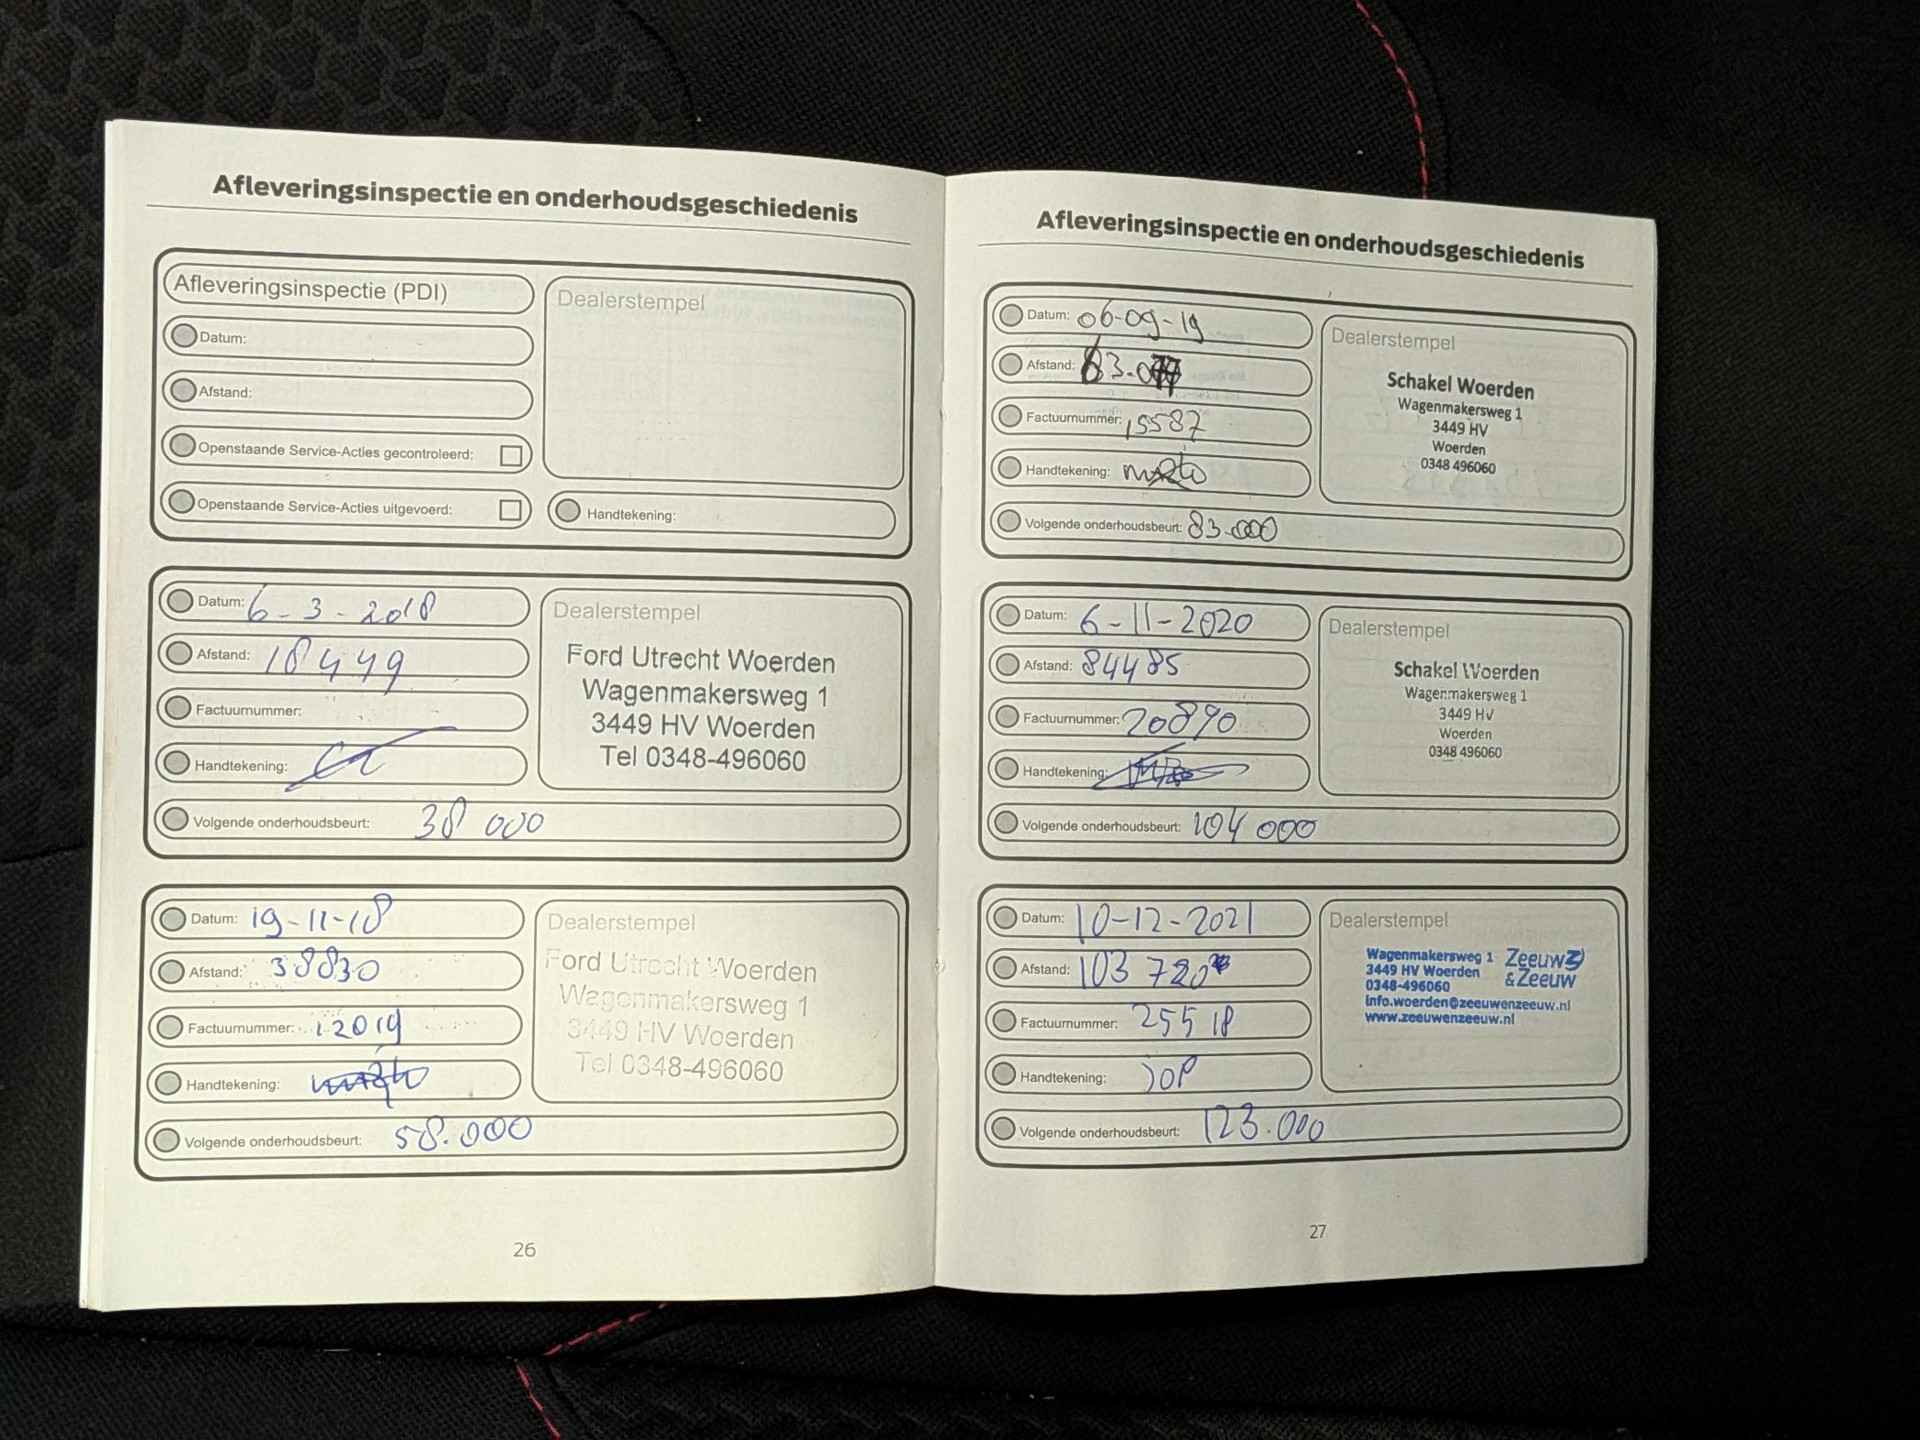 Afleveringsinspectie en onderhoudsgeschiedenis
Afleveringsinspectie (PDI)
Datum:
Afstand:
Openstaande Service-Acties gecontroleerd:
Openstaande Service-Acties uitgevoerd:
Dealerstempel
Handtekening:
Datum: 6-3-2018
Afstand: 18449
Factuurnummer:
Handtekening:
Volgende onderhoudsbeurt: 38 000
Dealerstempel
Ford Utrecht Woerden
Wagenmakersweg 1
3449 HV Woerden
Tel 0348-496060
Datum: 19-11-18
Afstand: 38830
Factuurnummer: 12019
Handtekening:
Volgende onderhoudsbeurt: 58.000
Dealerstempel
Ford Utrecht Woerden
Wagenmakersweg 1
3449 HV Woerden
Tel 0348-496060
26
Afleveringsinspectie en onderhoudsgeschiedenis
Datum: 06-09-19
Afstand: 63.077
Factuurnummer: 15587
Handtekening:
Volgende onderhoudsbeurt: 83.000
Dealerstempel
Schakel Woerden
Wagenmakersweg 1
3449 HV
Woerden
0348 496060
Datum: 6-11-2020
Afstand: 84485
Factuurnummer: 20890
Handtekening:
Volgende onderhoudsbeurt: 104 000
Dealerstempel
Schakel Woerden
Wagenmakersweg 1
3449 HV
Woerden
0348 496060
Datum: 10-12-2021
Afstand: 103 720
Factuurnummer: 25518
Handtekening: JOP
Volgende onderhoudsbeurt: 123.000
Dealerstempel
Wagenmakersweg 1
3449 HV Woerden
0348-496060
info.woerden@zeeuwenzeeuw.nl
www.zeeuwenzeeuw.nl
Zeeuw
& Zeeuw
27